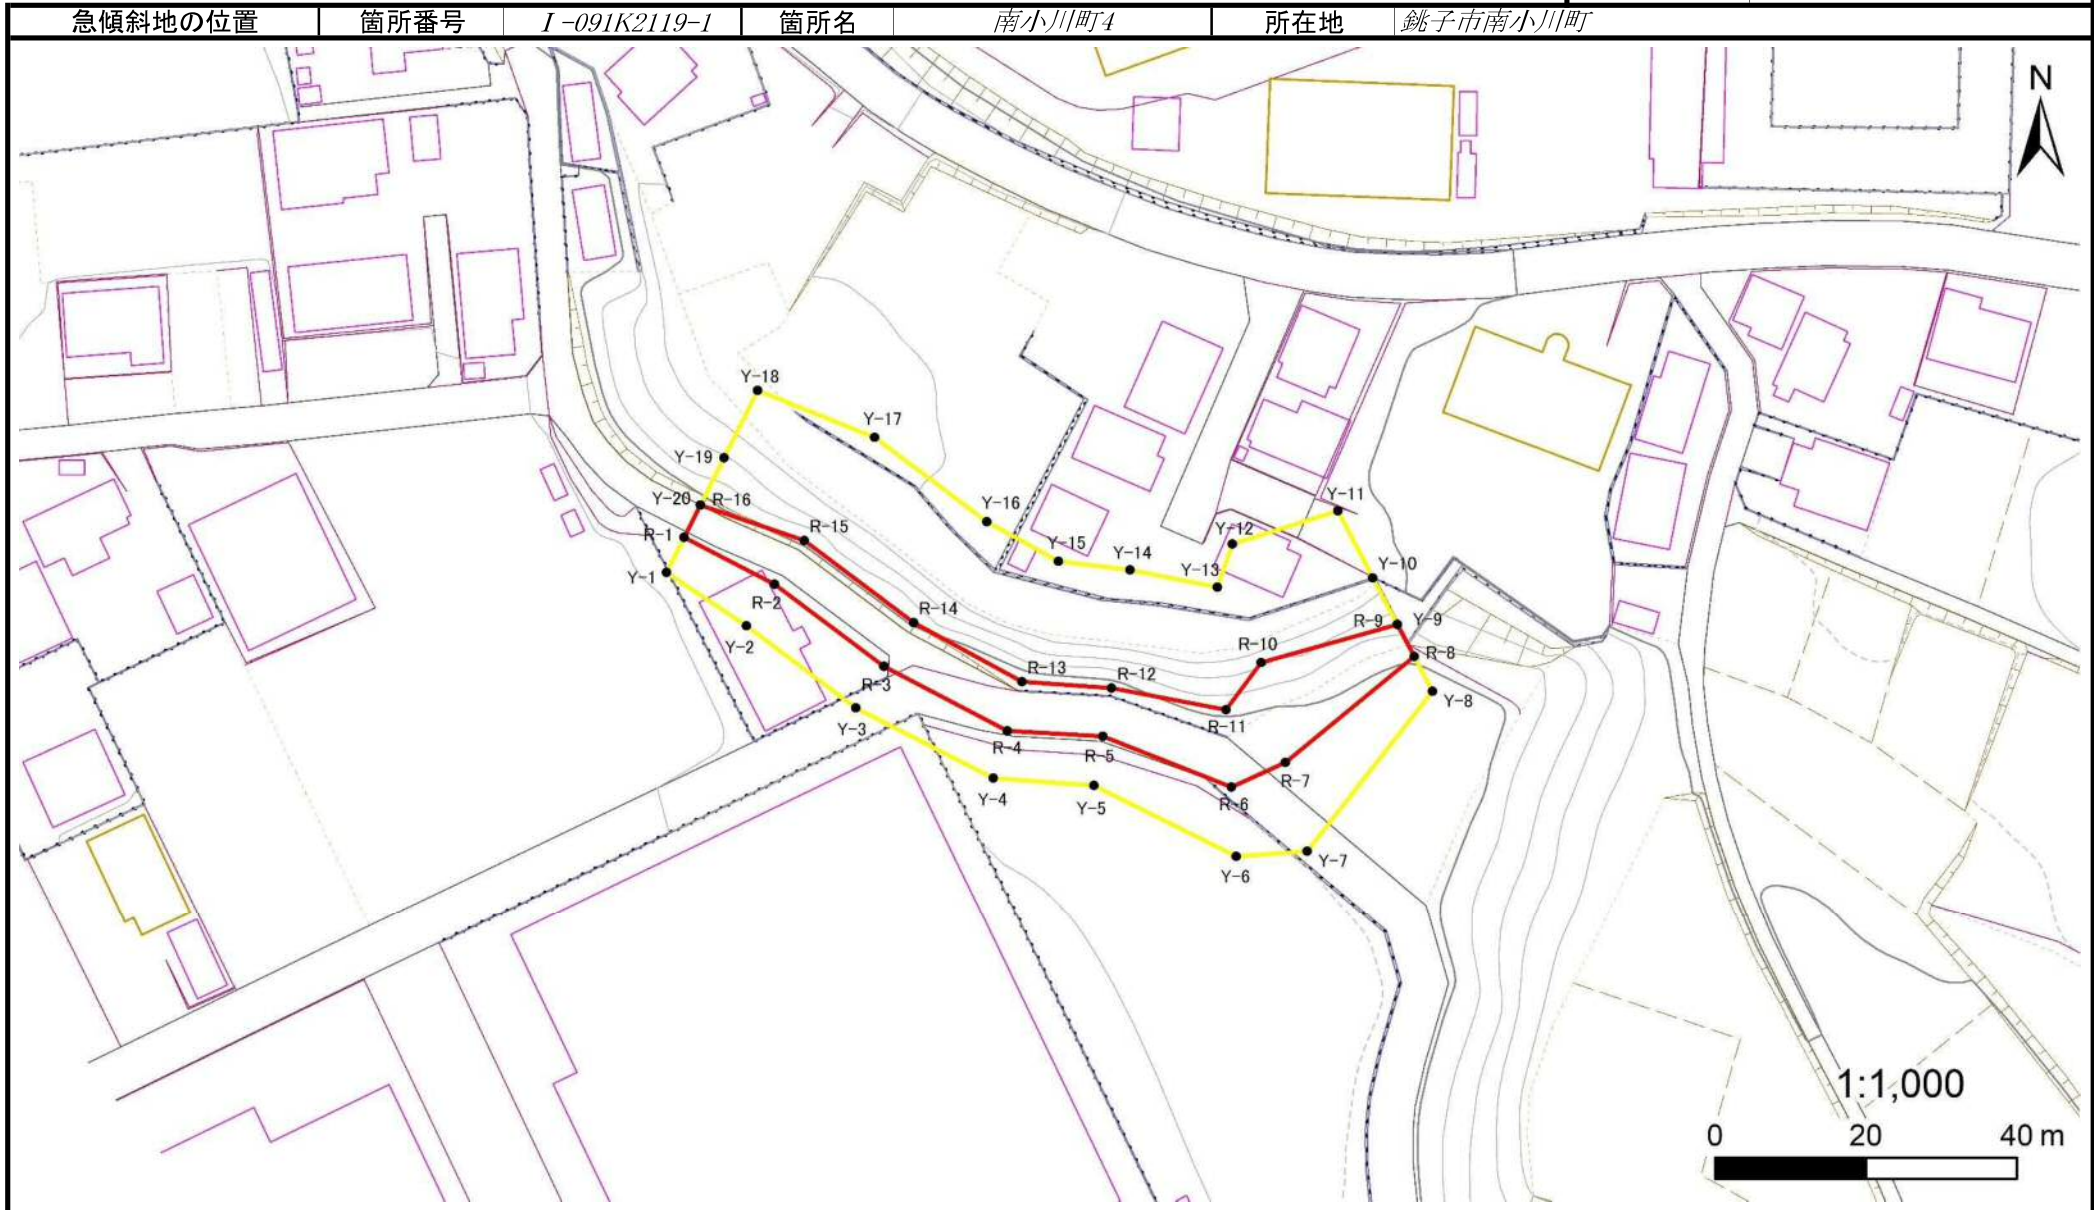 急傾斜地の位置 箇所番号 I-091K2119-1 箇所名 南小川町4 所在地 銚子市南小川町
N
Y-18
Y-17
Y-19
Y-20 R-16
Y-16
Y-11
R-15
Y-12
R-1
Y-15
Y-14
Y-13
Y-10
Y-1
R-2
R-14
R-9 Y-9
Y-2
R-10
R-8
R-3
R-13
R-12
Y-8
Y-3
R-11
R-4
R-5
R-7
Y-4
Y-5
R-6
Y-6
Y-7
1:1,000
0 20 40 m